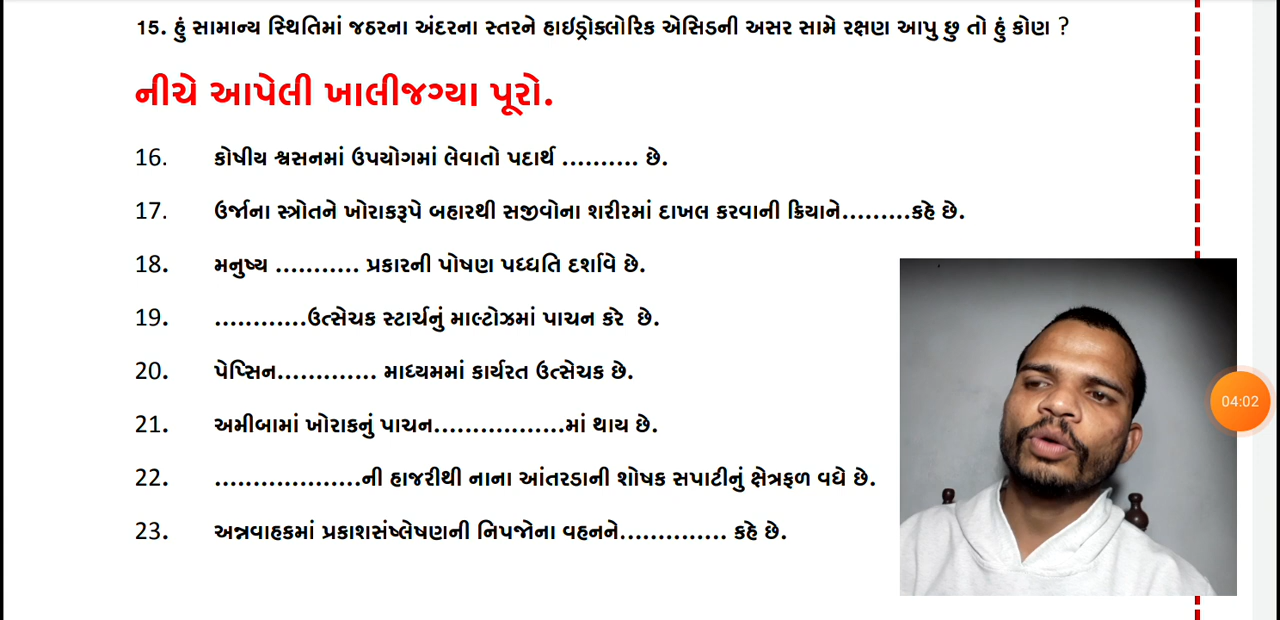 15. હું સામાન્ય સ્થિતિમાં જઠરના અંદરના સ્તરને હાઇડ્રોક્લોરિક એસિડની અસર સામે રક્ષણ આપુ છુ તો હું કોણ ?
નીચે આપેલી ખાલીજગ્યા પૂરો.
16. કોષીય શ્વસનમાં ઉપયોગમાં લેવાતો પદાર્થ .......... છે.
17. ઉર્જાના સ્ત્રોતને ખોરાકરૂપે બહારથી સજીવોના શરીરમાં દાખલ કરવાની ક્રિયાને.........કહે છે.
18. મનુષ્ય ........... પ્રકારની પોષણ પધ્ધતિ દર્શાવે છે.
19. ............ઉત્સેચક સ્ટાર્ચનું માલ્ટોઝમાં પાચન કરે છે.
20. પેપ્સિન............. માધ્યમમાં કાર્યરત ઉત્સેચક છે.
21. અમીબામાં ખોરાકનું પાચન.................માં થાય છે.
22. ...................ની હાજરીથી નાના આંતરડાની શોષક સપાટીનું ક્ષેત્રફળ વધે છે.
23. અન્નવાહકમાં પ્રકાશસંષ્લેષણની નિપજોના વહનને.............. કહે છે.
04:02